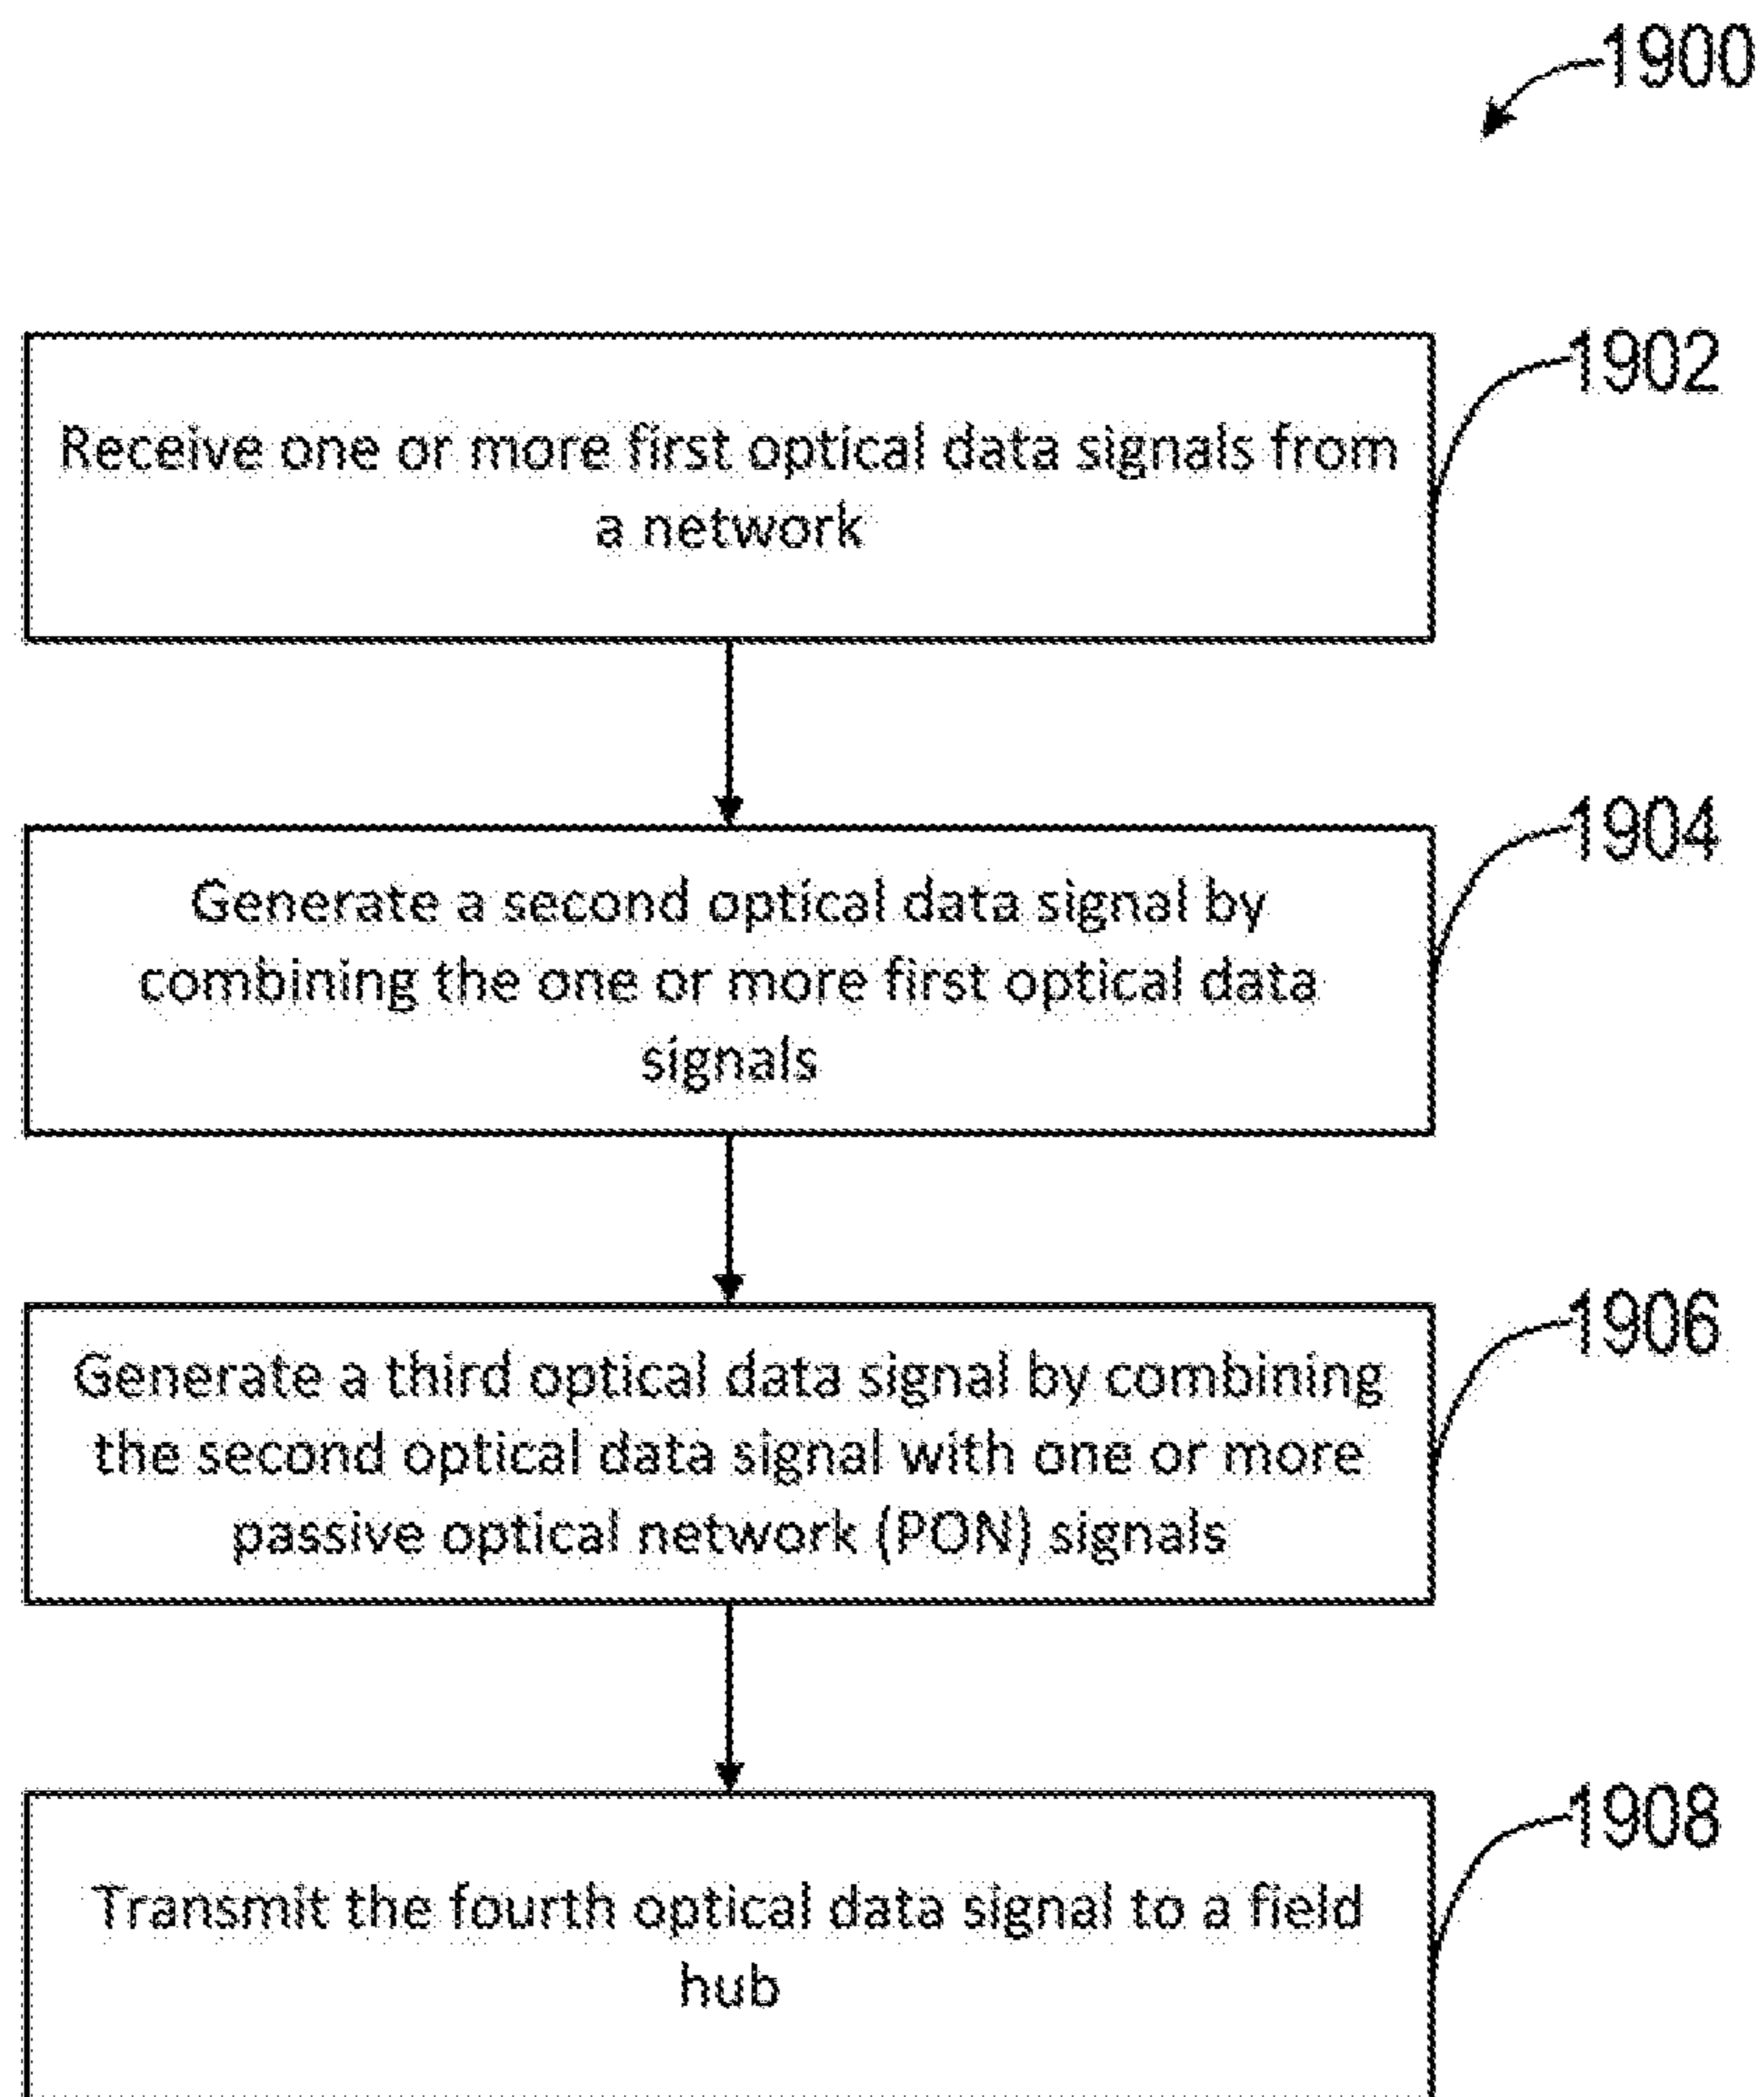 1900
1902
Receive one or more first optical data signals from
a network
1904
Generate a second optical data signal by
combining the one or more first optical data
signals
1906
Generate a third optical data signal by combining
the second optical data signal with one or more
passive optical network (PON) signals
1908
Transmit the fourth optical data signal to a field
hub